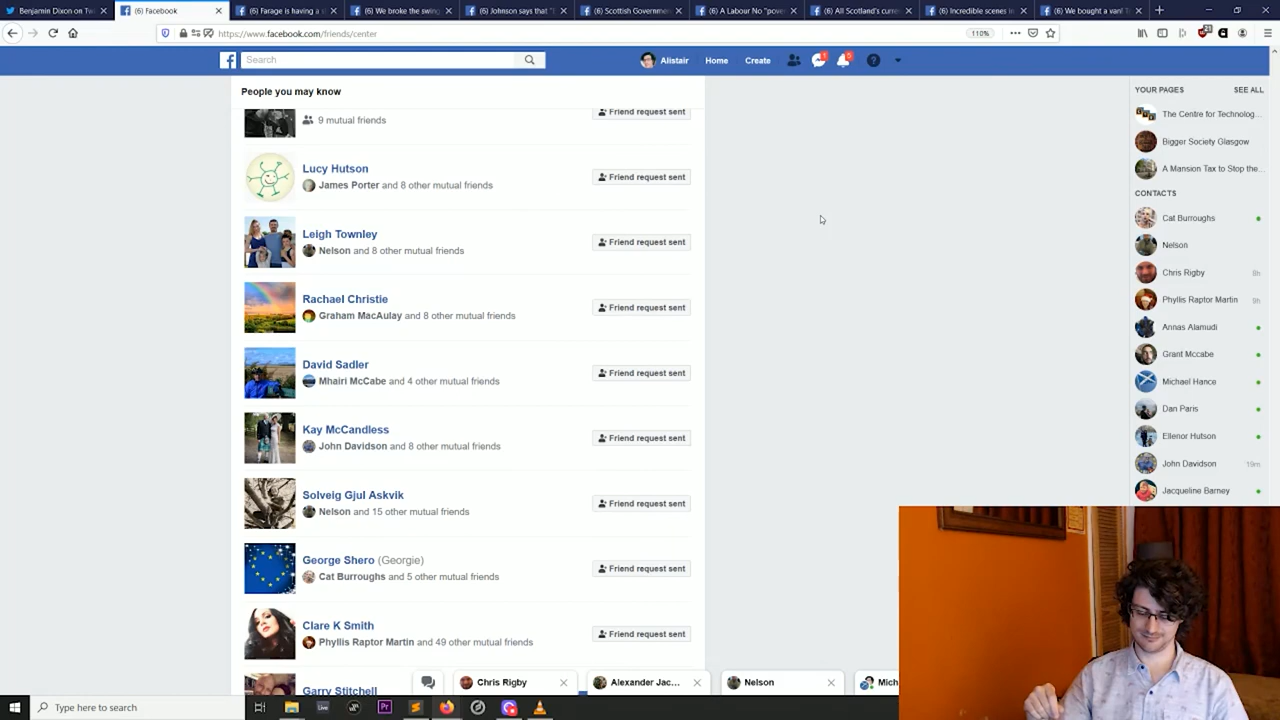 Benjamin Dixon on Tw
(6) Facebook
(6) Farage is having a s
(6) We broke the swing
(6) Johnson says that "
(6) Scottish Governmen
(6) A Labour No "pover
(6) All Scotland's curre
(6) Incredible scenes in
(6) We bought a van! T
https://www.facebook.com/friends/center
110%
Search
Alistair
Home
Create
People you may know
9 mutual friends
Friend request sent
Lucy Hutson
James Porter and 8 other mutual friends
Friend request sent
Leigh Townley
Nelson and 8 other mutual friends
Friend request sent
Rachael Christie
Graham MacAulay and 8 other mutual friends
Friend request sent
David Sadler
Mhairi McCabe and 4 other mutual friends
Friend request sent
Kay McCandless
John Davidson and 8 other mutual friends
Friend request sent
Solveig Gjul Askvik
Nelson and 15 other mutual friends
Friend request sent
George Shero (Georgie)
Cat Burroughs and 5 other mutual friends
Friend request sent
Clare K Smith
Phyllis Raptor Martin and 49 other mutual friends
Friend request sent
Garry Stitchell
YOUR PAGES
SEE ALL
The Centre for Technolog...
Bigger Society Glasgow
A Mansion Tax to Stop the...
CONTACTS
Cat Burroughs
Nelson
Chris Rigby 8h
Phyllis Raptor Martin 9h
Annas Alamudi
Grant Mccabe
Michael Hance
Dan Paris
Ellenor Hutson
John Davidson 19m
Jacqueline Barney
Chris Rigby
Alexander Jac...
Nelson
Mich
Type here to search